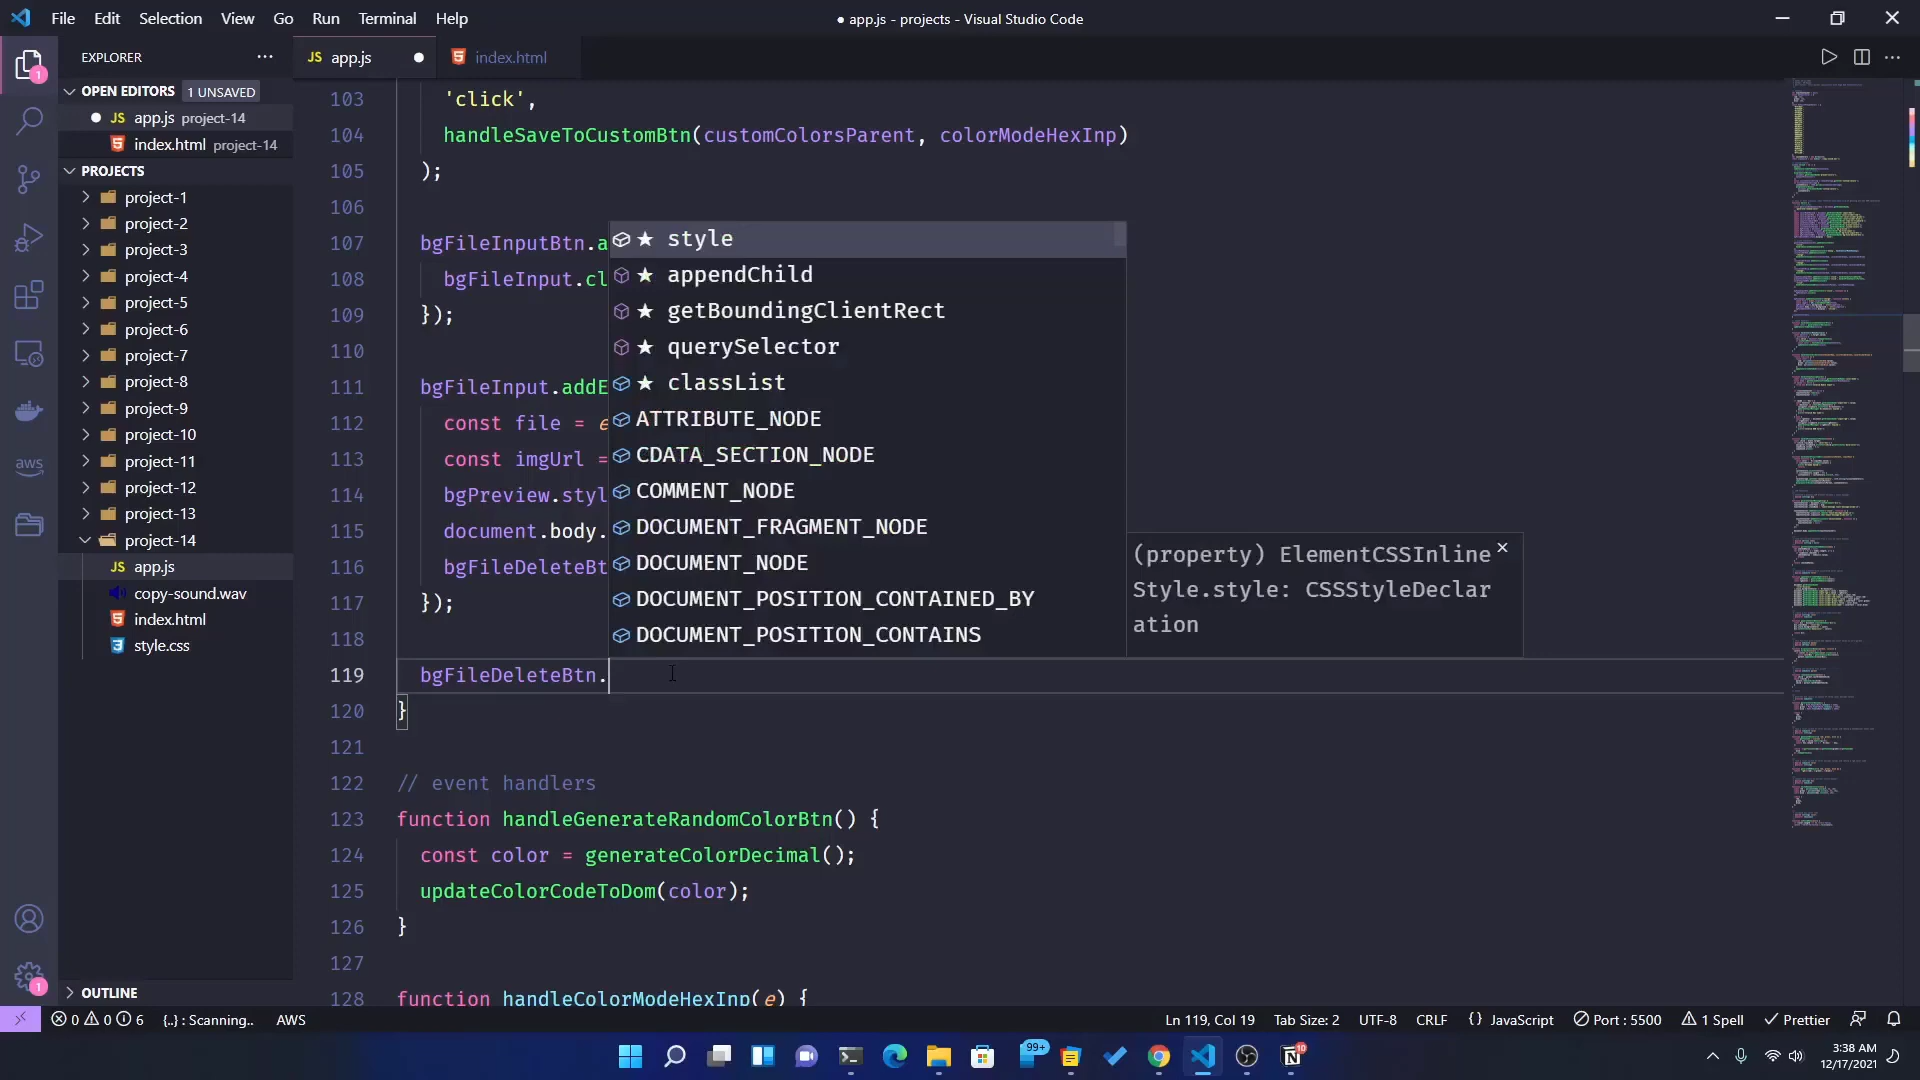 File Edit Selection View Go Run Terminal Help
● app.js - projects - Visual Studio Code
EXPLORER
JS app.js
index.html
OPEN EDITORS 1 UNSAVED
JS app.js project-14
index.html project-14
PROJECTS
project-1
project-2
project-3
project-4
project-5
project-6
project-7
project-8
project-9
project-10
project-11
project-12
project-13
project-14
JS app.js
copy-sound.wav
index.html
style.css
OUTLINE
1
aws
1
103 'click',
104 handleSaveToCustomBtn(customColorsParent, colorModeHexInp)
105 );
106
107 bgFileInputBtn.a
108 bgFileInput.cl
109 });
110
111 bgFileInput.addE
112 const file = e
113 const imgUrl =
114 bgPreview.styl
115 document.body.
116 bgFileDeleteBt
117 });
118
119 bgFileDeleteBtn.
120 }
121
122 // event handlers
123 function handleGenerateRandomColorBtn() {
124 const color = generateColorDecimal();
125 updateColorCodeToDom(color);
126 }
127
128 function handleColorModeHexInp(e) {
★ style
★ appendChild
★ getBoundingClientRect
★ querySelector
★ classList
ATTRIBUTE_NODE
CDATA_SECTION_NODE
COMMENT_NODE
DOCUMENT_FRAGMENT_NODE
DOCUMENT_NODE
DOCUMENT_POSITION_CONTAINED_BY
DOCUMENT_POSITION_CONTAINS
(property) ElementCSSInline
Style.style: CSSStyleDeclar
ation
0 0 6 {..} : Scanning.. AWS
Ln 119, Col 19 Tab Size: 2 UTF-8 CRLF {} JavaScript Port : 5500 1 Spell Prettier
99+
10
3:38 AM
12/17/2021